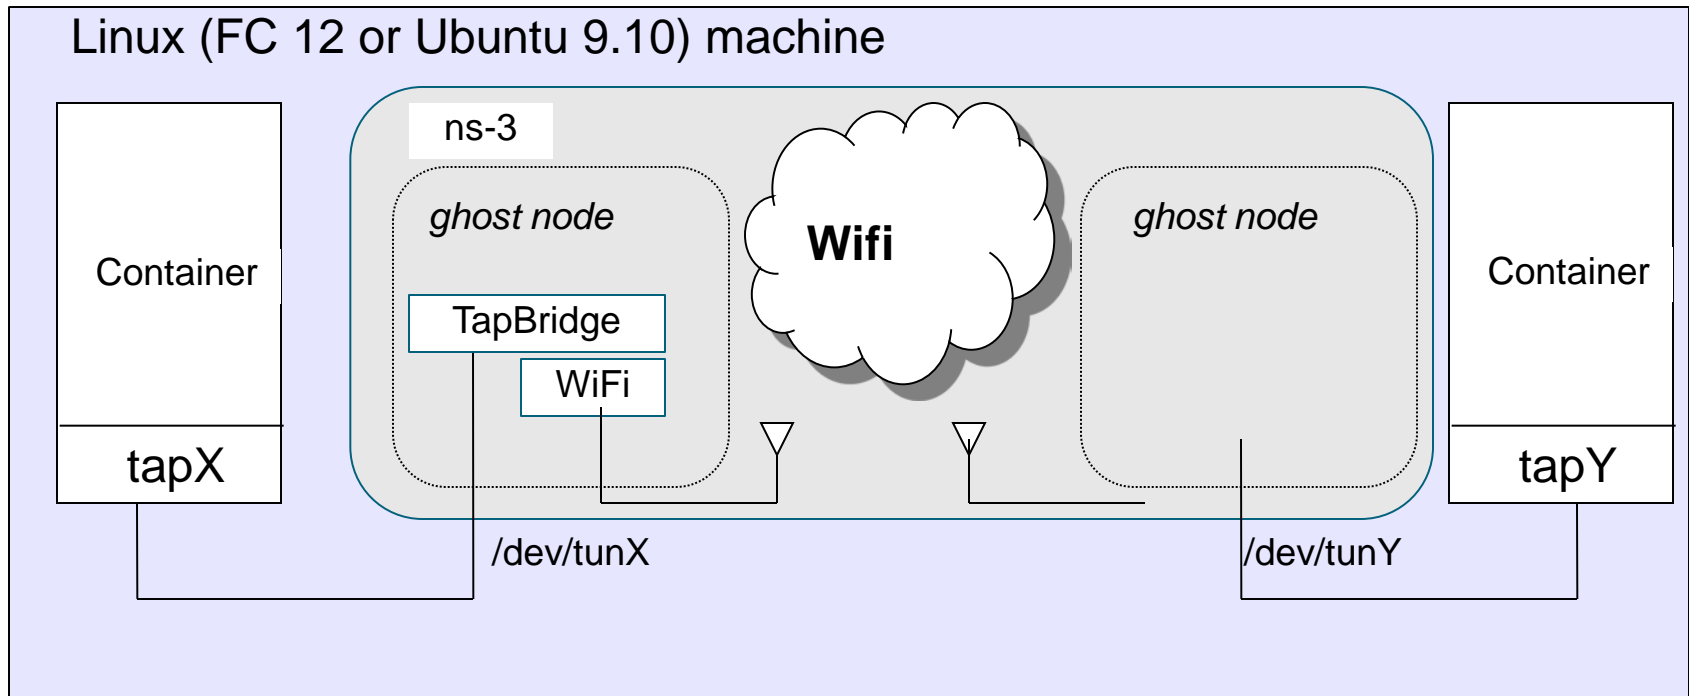 Linux (FC 12 or Ubuntu 9.10) machine
ns-3
ghost node
Wifi
ghost node
Container
Container
TapBridge
WiFi
tapX
tapY
/dev/tunX
/dev/tunY